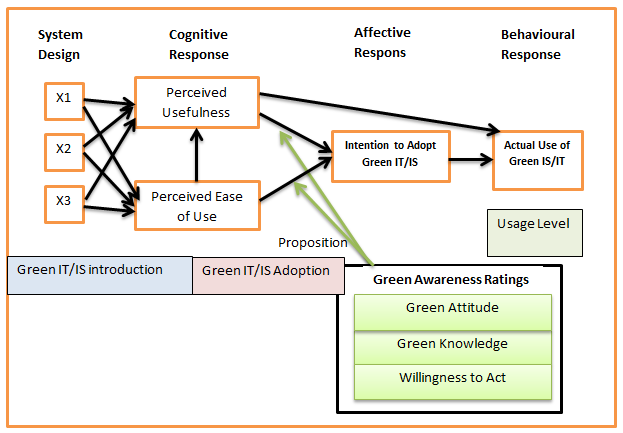 System
Design
Cognitive
Response
Affective
Respons
Behavioural
Response
X1
X2
X3
Perceived
Usefulness
Perceived Ease
of Use
Intention to Adopt
Green IT/IS
Actual Use of
Green IS/IT
Usage Level
Proposition
Green IT/IS introduction
Green IT/IS Adoption
Green Awareness Ratings
Green Attitude
Green Knowledge
Willingness to Act